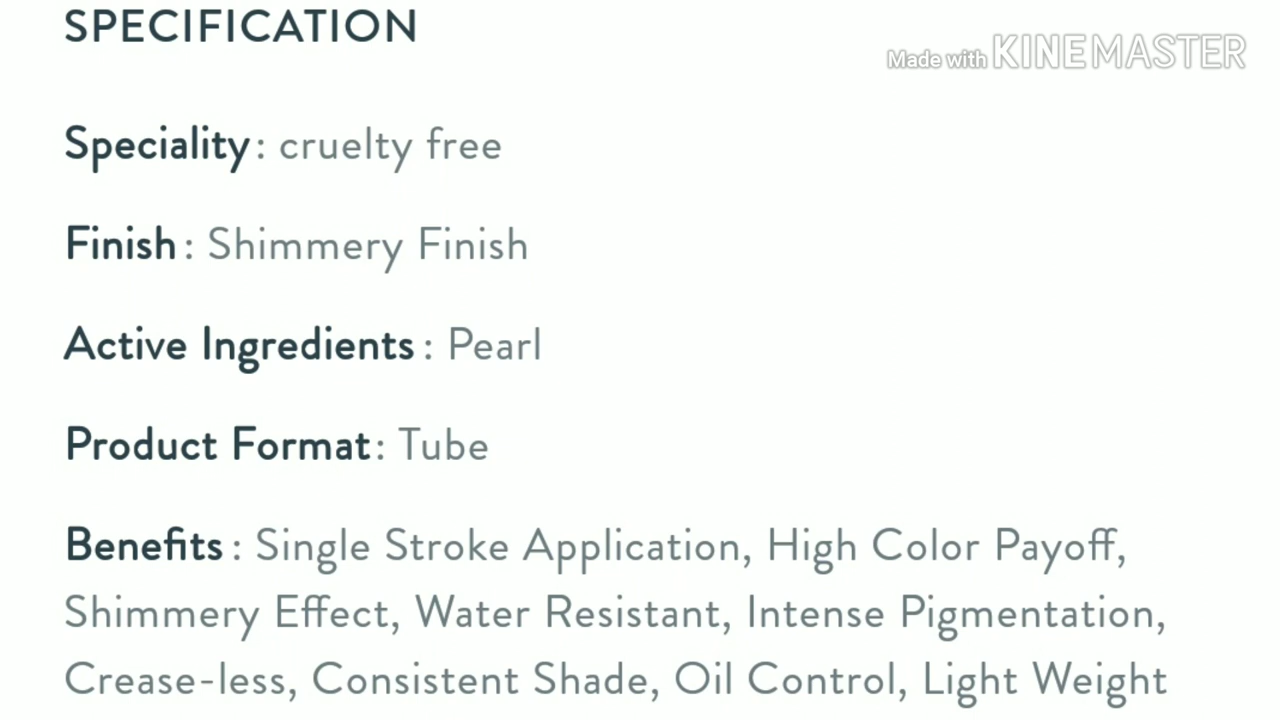 SPECIFICATION
Made with KINEMASTER
Speciality: cruelty free
Finish: Shimmery Finish
Active Ingredients: Pearl
Product Format: Tube
Benefits: Single Stroke Application, High Color Payoff,
Shimmery Effect, Water Resistant, Intense Pigmentation,
Crease-less, Consistent Shade, Oil Control, Light Weight